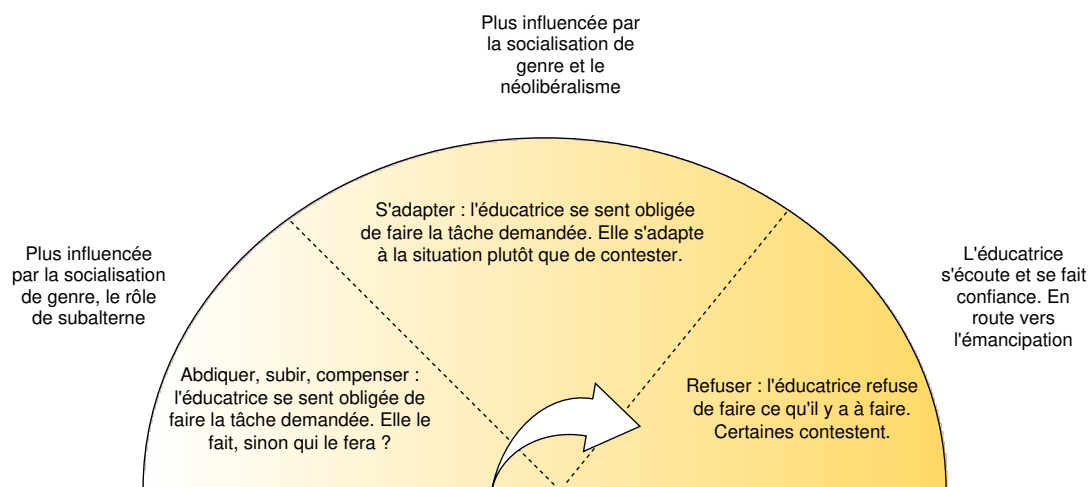 Plus influencée par
la socialisation de
genre et le
néolibéralisme
S'adapter : l'éducatrice se sent obligée
de faire la tâche demandée. Elle s'adapte
à la situation plutôt que de contester.
Plus influencée
par la socialisation
de genre, le rôle
de subalterne
L'éducatrice
s'écoute et se fait
confiance. En
route vers
l'émancipation
Abdiquer, subir, compenser :
l'éducatrice se sent obligée de
faire la tâche demandée. Elle le
fait, sinon qui le fera ?
Refuser : l'éducatrice refuse
de faire ce qu'il y a à faire.
Certaines contestent.